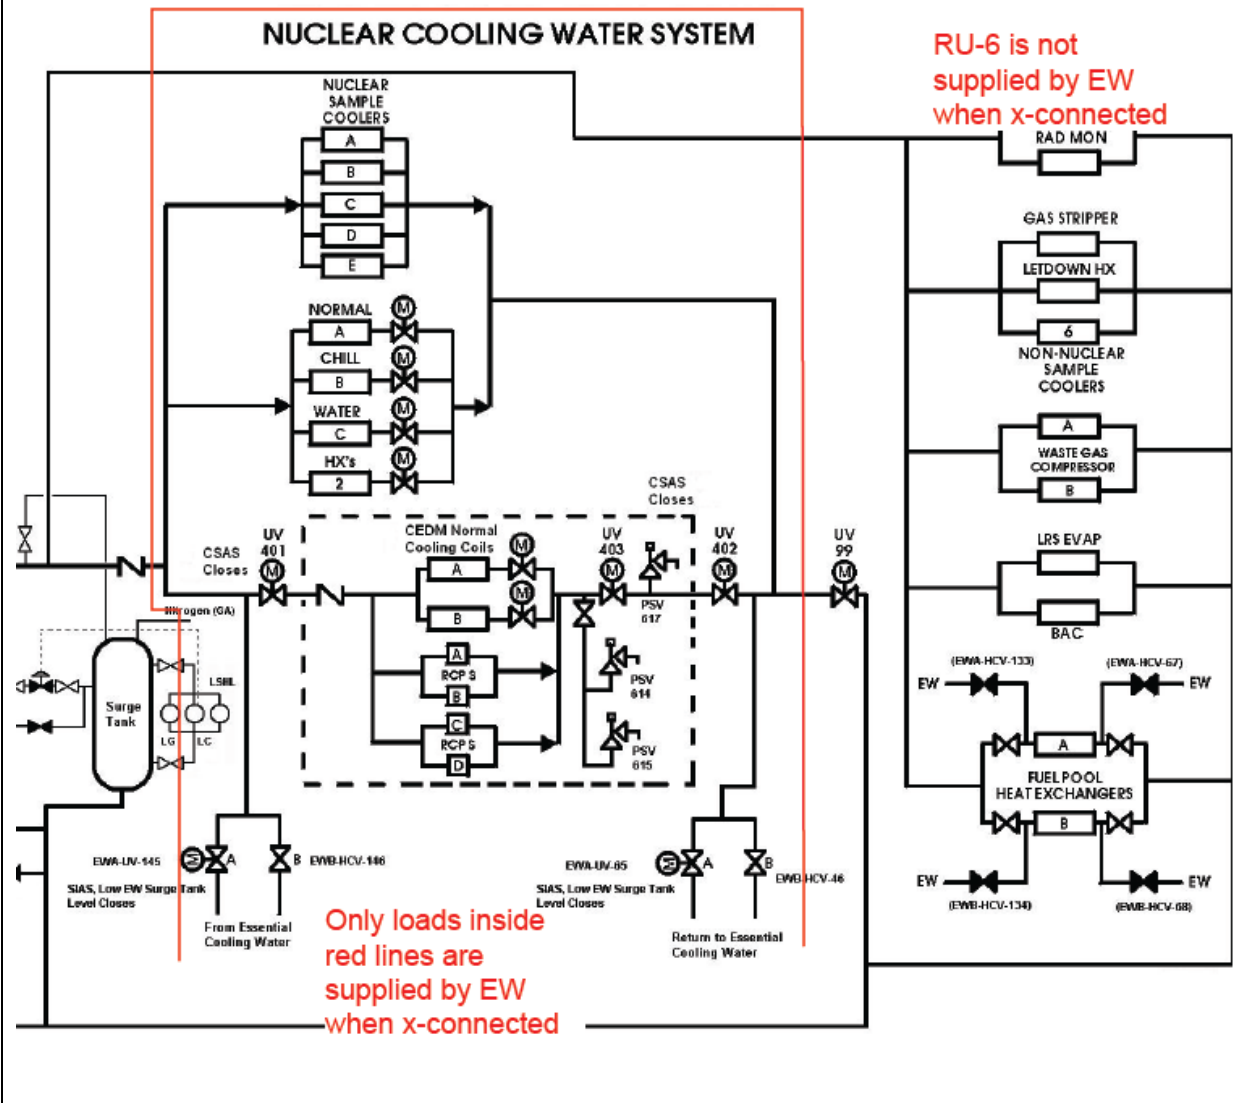 NUCLEAR COOLING WATER SYSTEM
RU-6 is not
supplied by EW
when x-connected
RAD MON
NUCLEAR
SAMPLE
COOLERS
A
B
C
D
E
NORMAL
A
CHILL
B
WATER
C
HX's
2
M
M
M
M
GAS STRIPPER
LETDOWN HX
6
NON-NUCLEAR
SAMPLE
COOLERS
A
WASTE GAS
COMPRESSOR
B
LRS EVAP
BAC
CSAS
Closes
UV
401
M
CEDM Normal
Cooling Coils
A
B
M
M
UV
403
M
CSAS
Closes
UV
402
M
UV
99
M
PSV
617
A
RCP S
B
C
RCP S
D
PSV
614
PSV
615
Nitrogen (GA)
Surge
Tank
LSHL
LG
LC
(EWA-HCV-133)
(EWA-HCV-67)
EW
EW
A
FUEL POOL
HEAT EXCHANGERS
B
EW
EW
(EWB-HCV-134)
(EWB-HCV-68)
EWA-UV-145
M
A
B
EWB-HCV-146
SIAS, Low EW Surge Tank
Level Closes
From Essential
Cooling Water
EWA-UV-65
M
A
B
EWB-HCV-46
SIAS, Low EW Surge Tank
Level Closes
Return to Essential
Cooling Water
Only loads inside
red lines are
supplied by EW
when x-connected